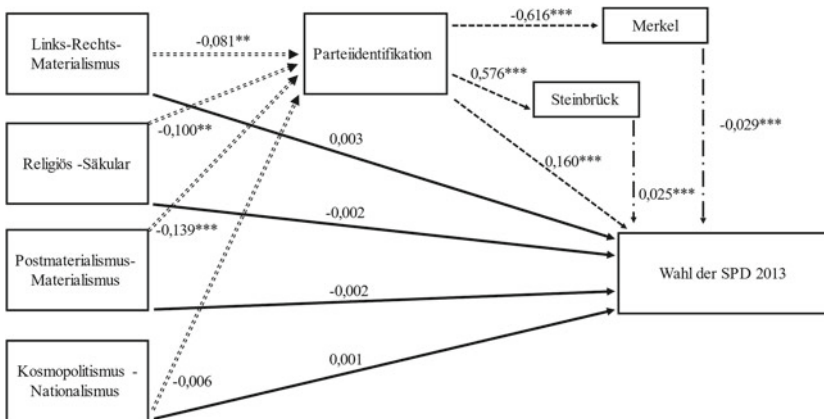 Links-Rechts-
Materialismus
-0,081**
Parteiidentifikation
-0,616***
Merkel
0,576***
Steinbrück
-0,100**
Religiös -Säkular
0,003
0,160***
-0,029***
0,025***
-0,002
-0,139***
Postmaterialismus-
Materialismus
-0,002
Wahl der SPD 2013
Kosmopolitismus -
Nationalismus
-0,006
0,001